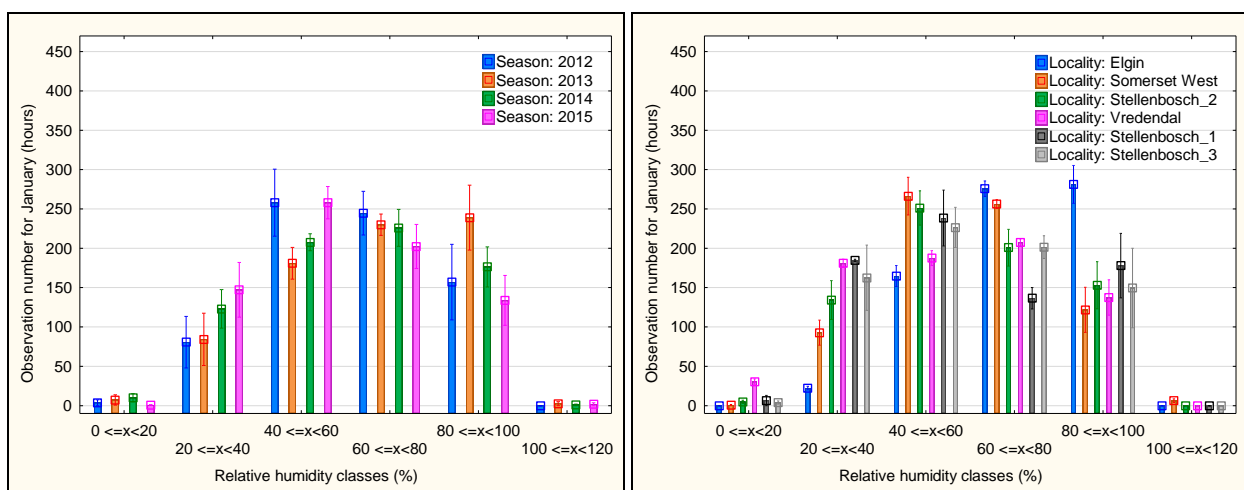 Observation number for January (hours)
450
400
350
300
250
200
150
100
50
0
Season: 2012
Season: 2013
Season: 2014
Season: 2015
0 <=x<20
20 <=x<40
40 <=x<60
60 <=x<80
80 <=x<100
100 <=x<120
Relative humidity classes (%)
Observation number for January (hours)
450
400
350
300
250
200
150
100
50
0
Locality: Elgin
Locality: Somerset West
Locality: Stellenbosch_2
Locality: Vredendal
Locality: Stellenbosch_1
Locality: Stellenbosch_3
0 <=x<20
20 <=x<40
40 <=x<60
60 <=x<80
80 <=x<100
100 <=x<120
Relative humidity classes (%)